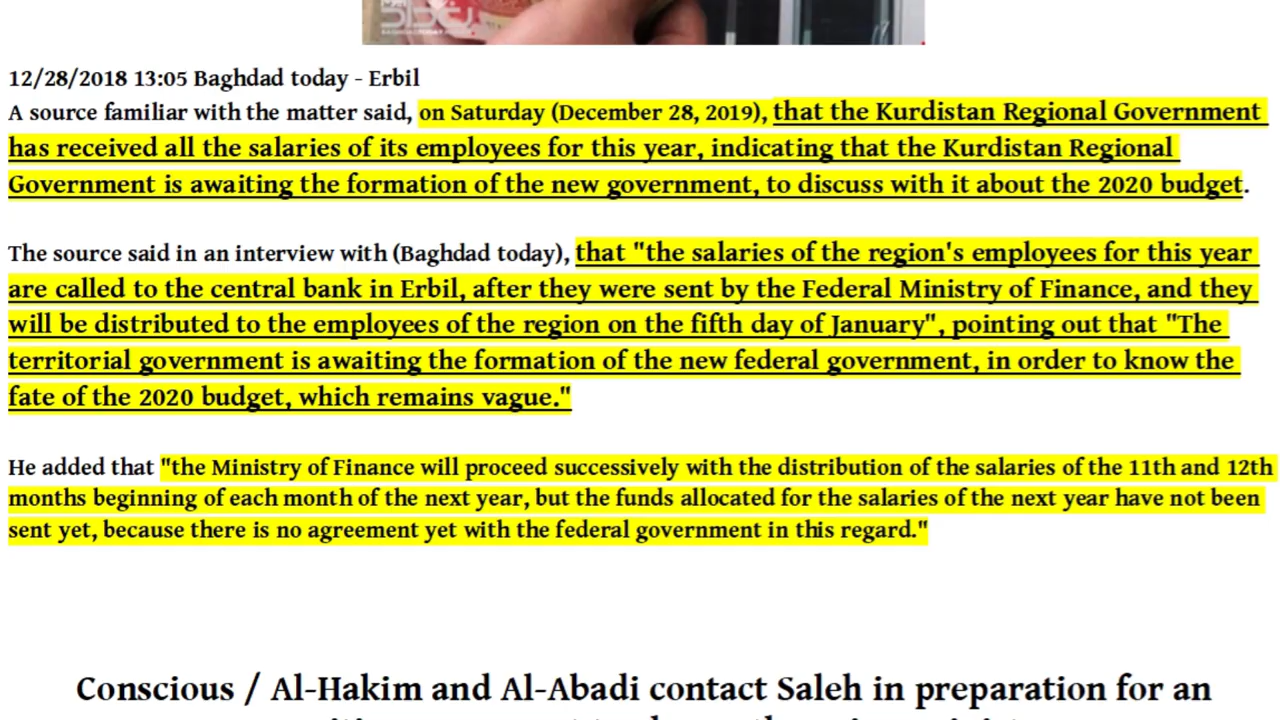 BAGHDAD TODAY
12/28/2018 13:05 Baghdad today - Erbil
A source familiar with the matter said, on Saturday (December 28, 2019), that the Kurdistan Regional Government
has received all the salaries of its employees for this year, indicating that the Kurdistan Regional
Government is awaiting the formation of the new government, to discuss with it about the 2020 budget.
The source said in an interview with (Baghdad today), that "the salaries of the region's employees for this year
are called to the central bank in Erbil, after they were sent by the Federal Ministry of Finance, and they
will be distributed to the employees of the region on the fifth day of January", pointing out that "The
territorial government is awaiting the formation of the new federal government, in order to know the
fate of the 2020 budget, which remains vague."
He added that "the Ministry of Finance will proceed successively with the distribution of the salaries of the 11th and 12th
months beginning of each month of the next year, but the funds allocated for the salaries of the next year have not been
sent yet, because there is no agreement yet with the federal government in this regard."
Conscious / Al-Hakim and Al-Abadi contact Saleh in preparation for an